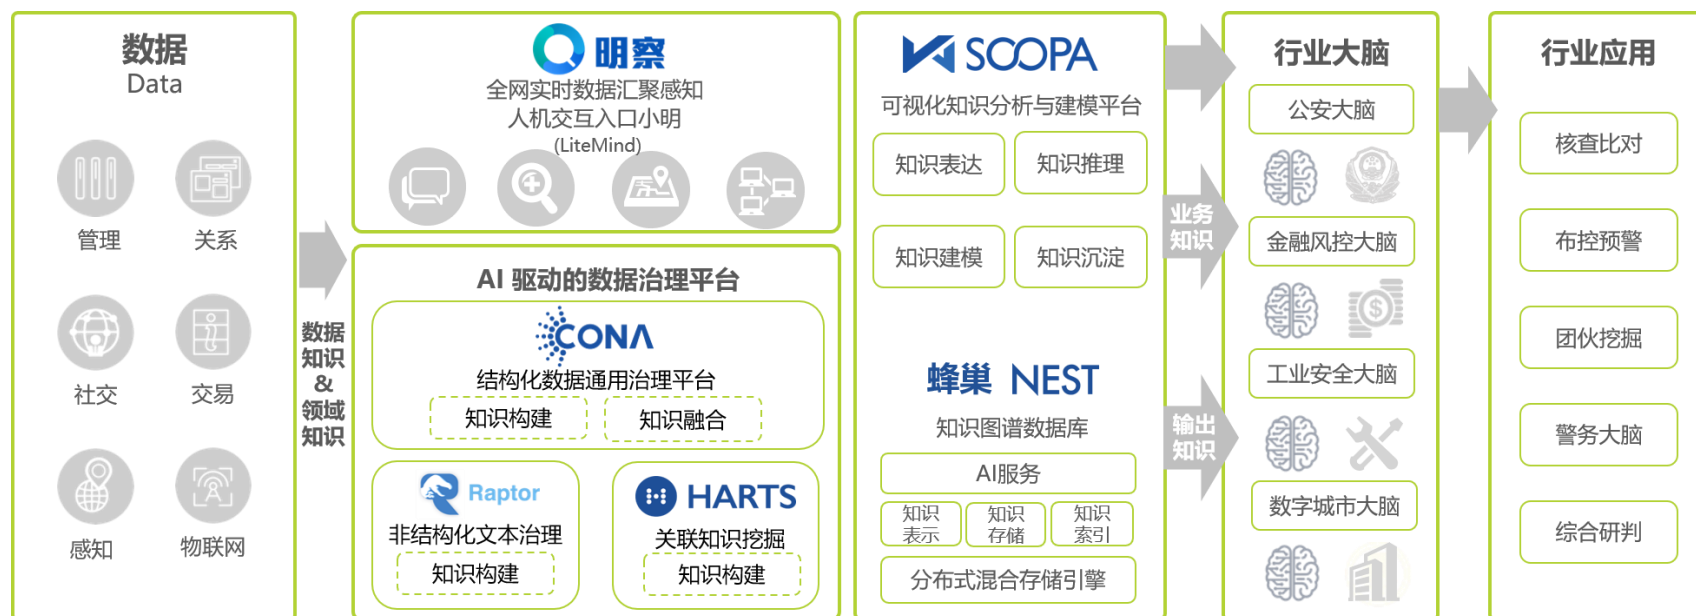 数据
Data
管理
关系
社交
交易
感知
物联网
数据
知识
&
领域
知识
明察
全网实时数据汇聚感知
人机交互入口小明
(LiteMind)
AI 驱动的数据治理平台
CONA
结构化数据通用治理平台
知识构建
知识融合
Raptor
非结构化文本治理
知识构建
HARTS
关联知识挖掘
知识构建
SCOPA
可视化知识分析与建模平台
知识表达
知识推理
知识建模
知识沉淀
蜂巢 NEST
知识图谱数据库
AI服务
知识
表示
知识
存储
知识
索引
分布式混合存储引擎
业务
知识
输出
知识
行业大脑
公安大脑
金融风控大脑
工业安全大脑
数字城市大脑
行业应用
核查比对
布控预警
团伙挖掘
警务大脑
综合研判